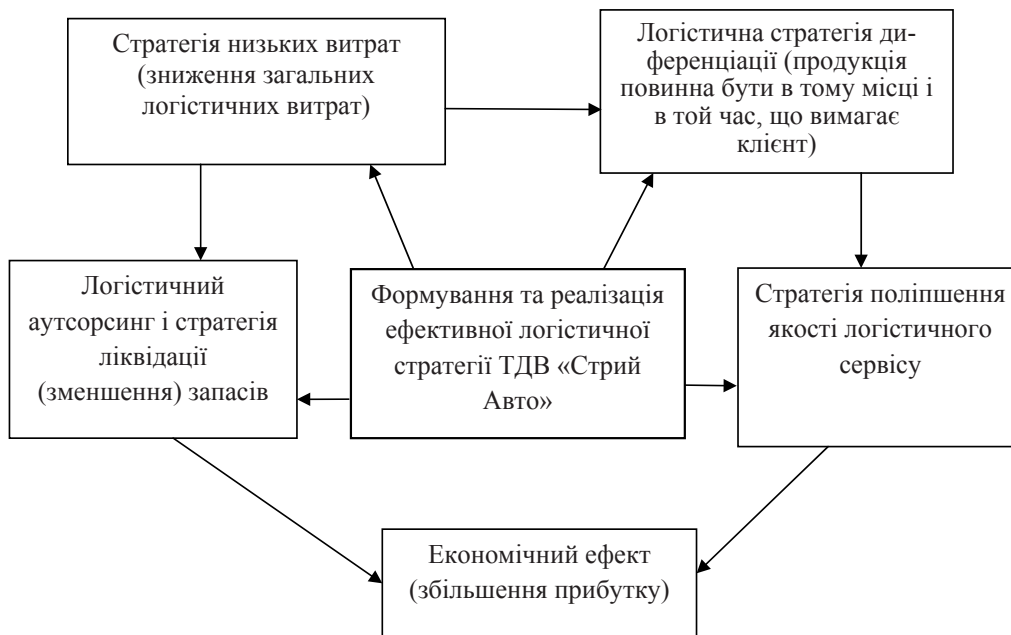 Стратегія низьких витрат
(зниження загальних
логістичних витрат)
Логістична стратегія ди-
ференціації (продукція
повинна бути в тому місці і
в той час, що вимагає
клієнт)
Логістичний
аутсорсинг і стратегія
ліквідації
(зменшення) запасів
Формування та реалізація
ефективної логістичної
стратегії ТДВ «Стрий
Авто»
Стратегія поліпшення
якості логістичного
сервісу
Економічний ефект
(збільшення прибутку)